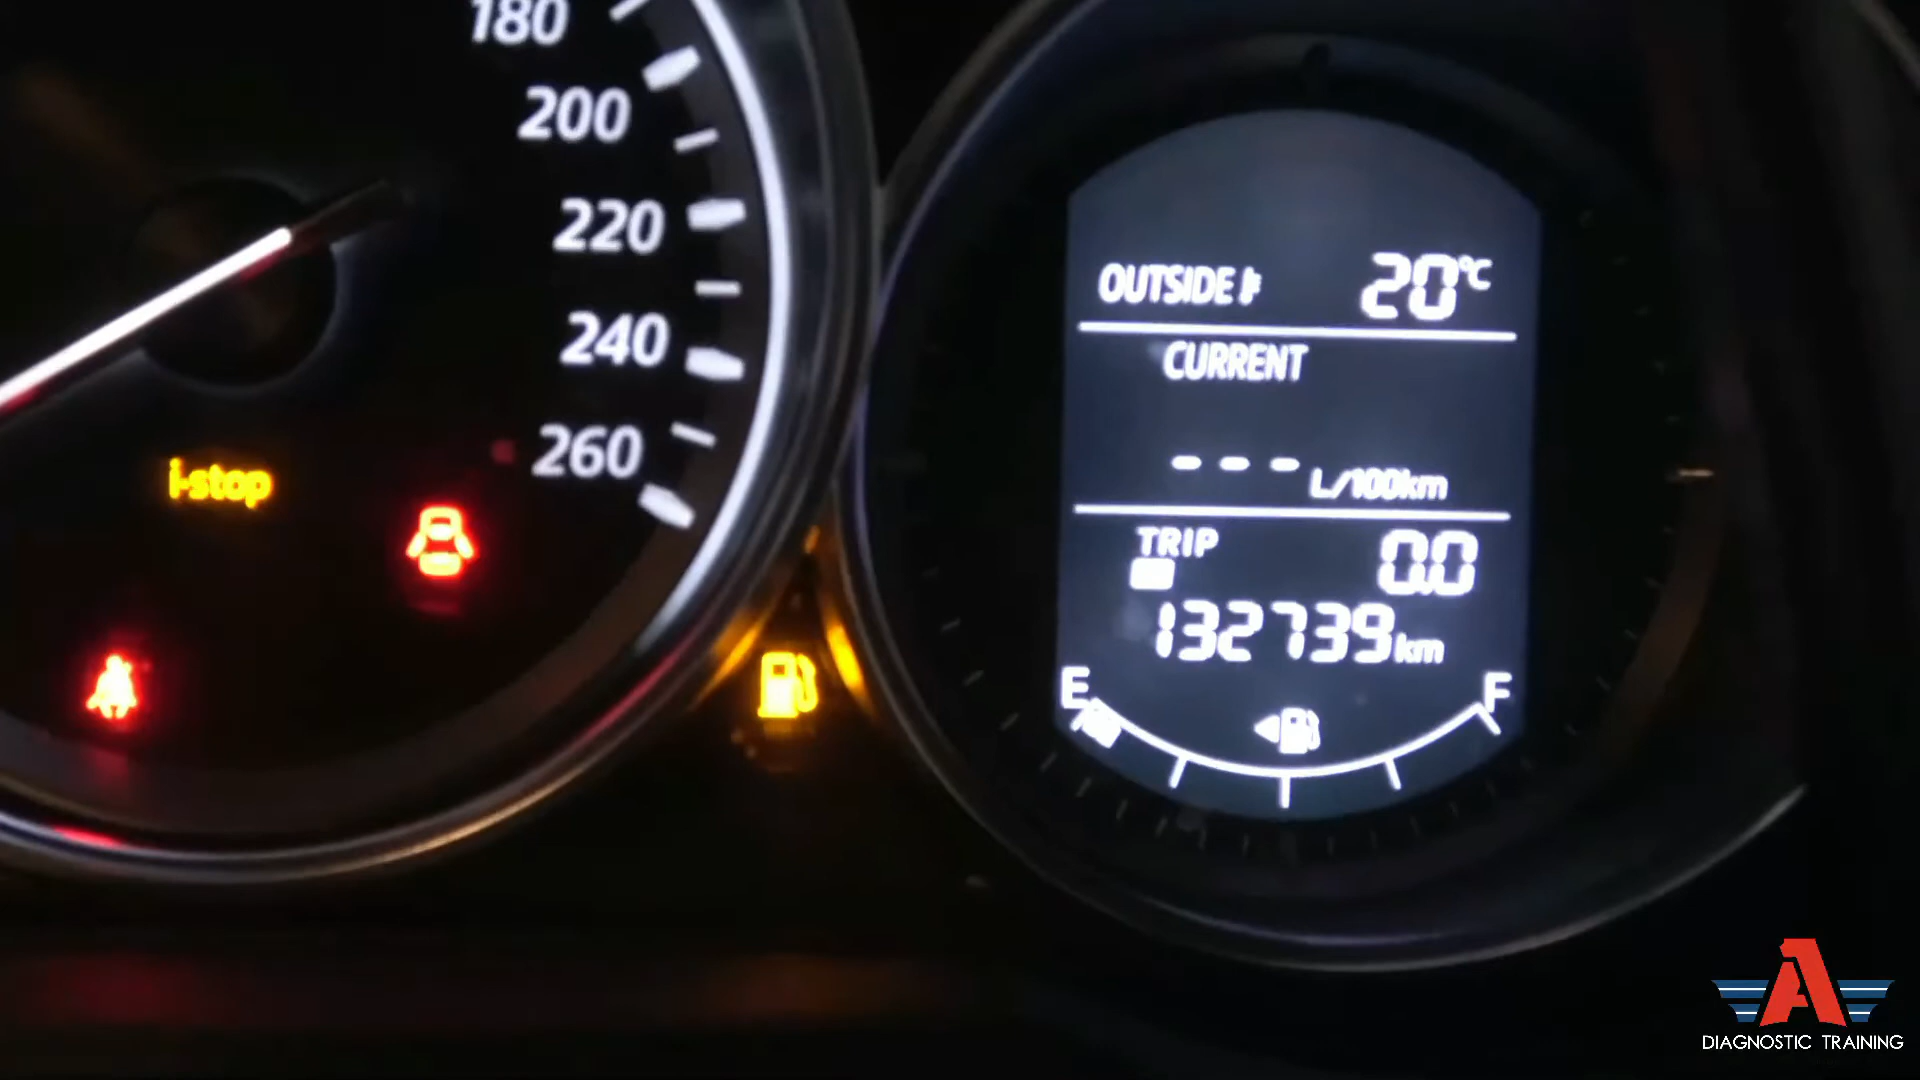 180
200
220
240
260
i-stop
OUTSIDE 20°C
CURRENT
--- L/100km
TRIP 0.0
132739km
E F
DIAGNOSTIC TRAINING